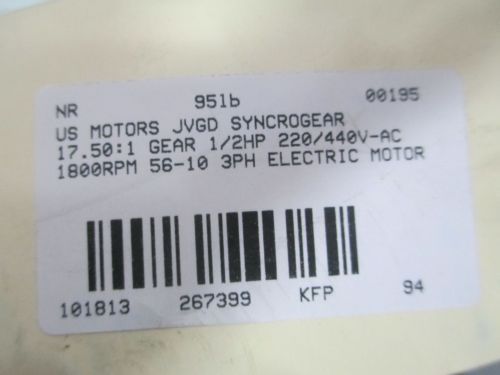 NR 95lb 00195
US MOTORS JVGD SYNCROGEAR
17.50:1 GEAR 1/2HP 220/440V-AC
1800RPM 56-10 3PH ELECTRIC MOTOR
101813 267399 KFP 94